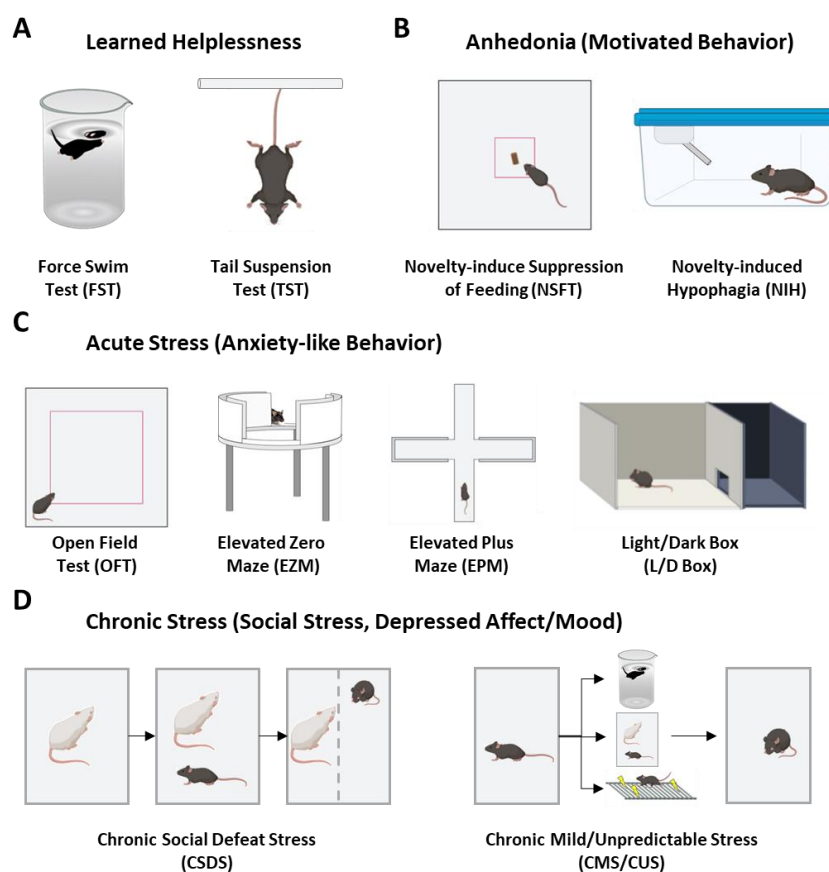 A
Learned Helplessness
Force Swim
Test (FST)
Tail Suspension
Test (TST)
B
Anhedonia (Motivated Behavior)
Novelty-induce Suppression
of Feeding (NSFT)
Novelty-induced
Hypophagia (NIH)
C
Acute Stress (Anxiety-like Behavior)
Open Field
Test (OFT)
Elevated Zero
Maze (EZM)
Elevated Plus
Maze (EPM)
Light/Dark Box
(L/D Box)
D
Chronic Stress (Social Stress, Depressed Affect/Mood)
Chronic Social Defeat Stress
(CSDS)
Chronic Mild/Unpredictable Stress
(CMS/CUS)